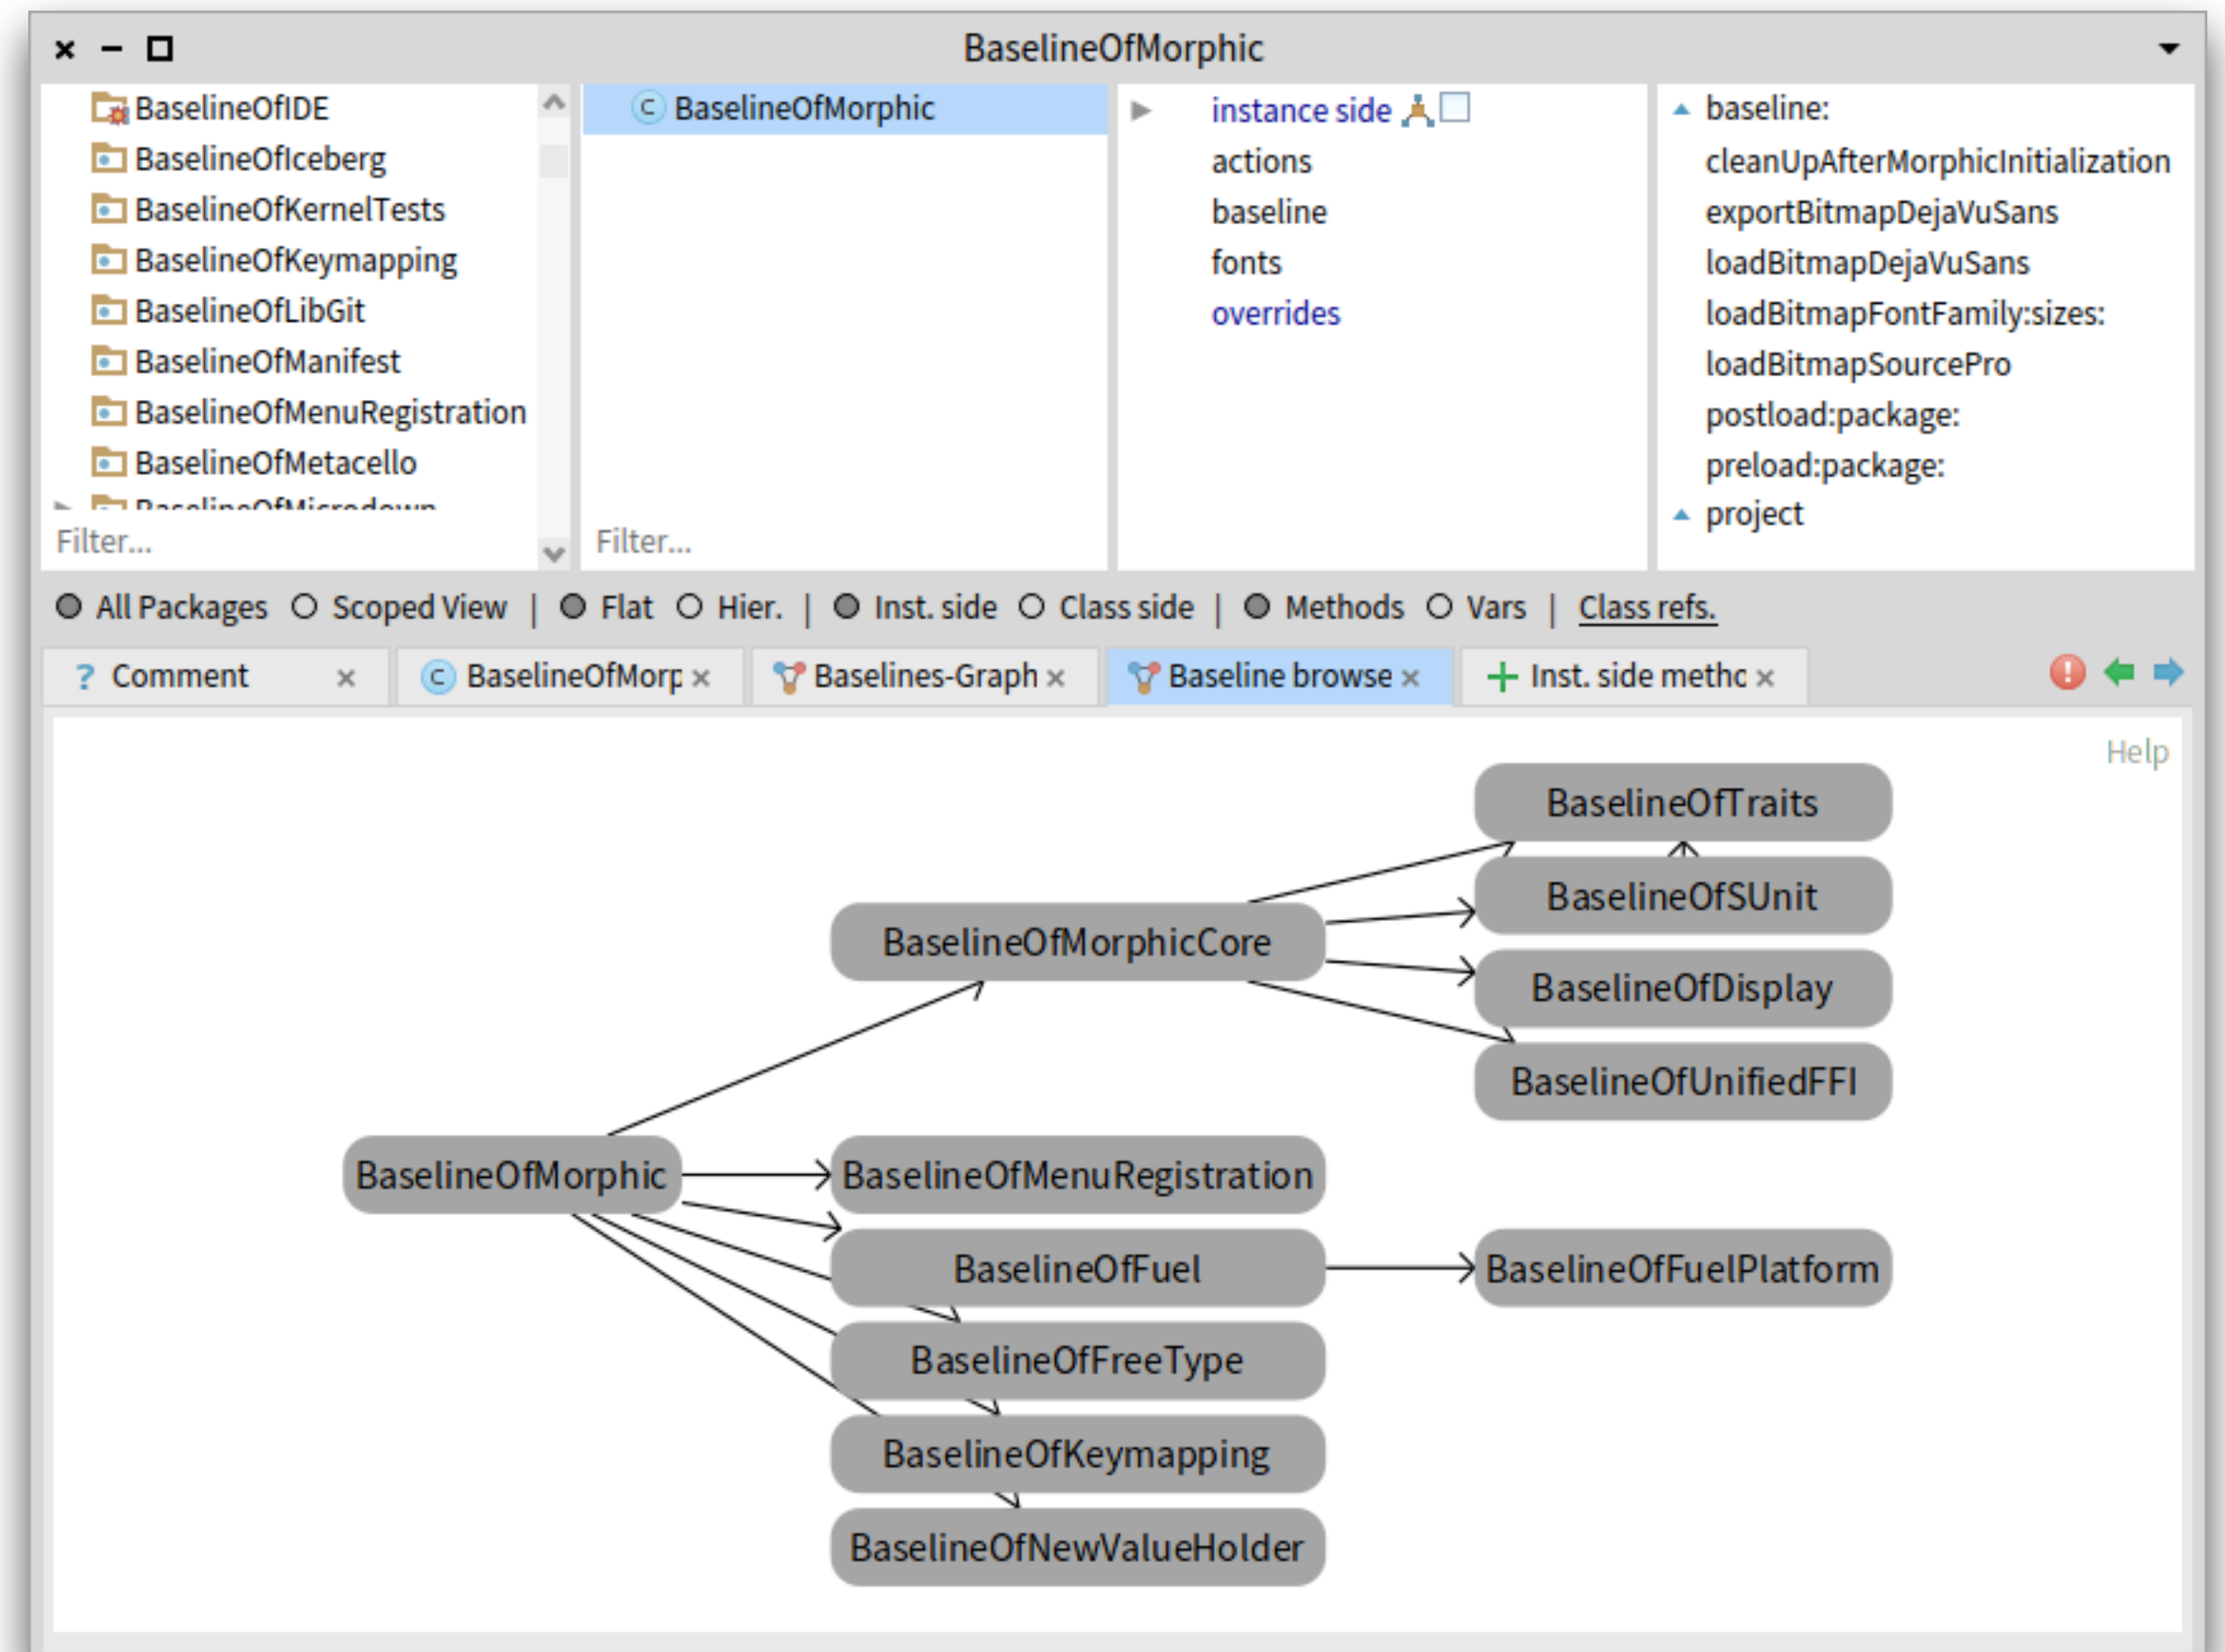 BaselineOfMorphic
BaselineOfIDE
BaselineOfIceberg
BaselineOfKernelTests
BaselineOfKeymapping
BaselineOfLibGit
BaselineOfManifest
BaselineOfMenuRegistration
BaselineOfMetacello
BaselineOfMicrodown
Filter...
BaselineOfMorphic
Filter...
instance side
actions
baseline
fonts
overrides
baseline:
cleanUpAfterMorphicInitialization
exportBitmapDejaVuSans
loadBitmapDejaVuSans
loadBitmapFontFamily:sizes:
loadBitmapSourcePro
postload:package:
preload:package:
project
All Packages Scoped View | Flat Hier. | Inst. side Class side | Methods Vars | Class refs.
? Comment × C BaselineOfMorp × Baselines-Graph × Baseline browse × + Inst. side metho ×
Help
BaselineOfTraits
BaselineOfSUnit
BaselineOfMorphicCore
BaselineOfDisplay
BaselineOfUnifiedFFI
BaselineOfMorphic
BaselineOfMenuRegistration
BaselineOfFuel
BaselineOfFuelPlatform
BaselineOfFreeType
BaselineOfKeymapping
BaselineOfNewValueHolder